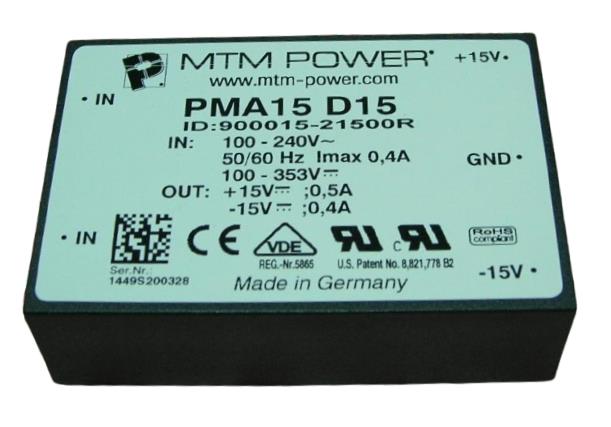 MTM POWER®
www.mtm-power.com
+15V•
• IN
PMA15 D15
ID:900015-21500R
IN: 100 - 240V~
50/60 Hz Imax 0,4A
100 - 353V⎓
GND •
OUT: +15V⎓ ;0,5A
-15V⎓ ;0,4A
• IN
CE
VDE
REG.-Nr.5865
RU
c RU
U.S. Patent No. 8,821,778 B2
RoHS
compliant
-15V •
Ser.Nr.:
1449S200328
Made in Germany